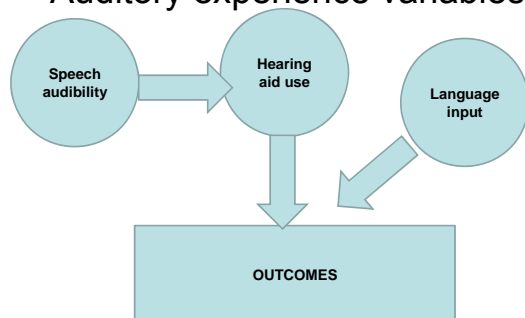 Auditory experience variables
Speech
audibility
Hearing
aid use
Language
input
OUTCOMES